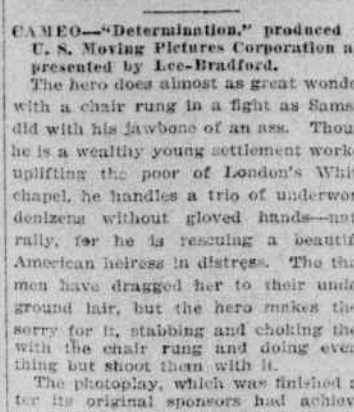 CAMEO—"Determination," produced
U. S. Moving Pictures Corporation a
presented by Lee-Bradford.
The hero does almost as great wonde
with a chair rung in a fight as Sams
did with his jawbone of an ass. Thou
he is a wealthy young settlement work
uplifting the poor of London's Whi
chapel, he handles a trio of underwor
denizens without gloved hands—nat
rally, for he is rescuing a beautif
American heiress in distress. The th
men have dragged her to their unde
ground lair, but the hero makes the
sorry for it, stabbing and choking the
with the chair rung and doing ever
thing but shoot them with it.
The photoplay, which was finished a
ter its original sponsors had achiev